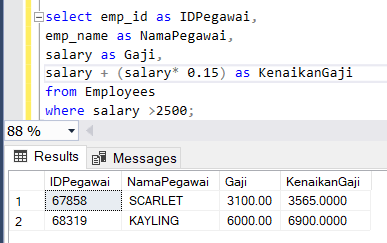 select emp_id as IDPegawai,
emp_name as NamaPegawai,
salary as Gaji,
salary + (salary* 0.15) as KenaikanGaji
from Employees
where salary >2500;
88 %
Results Messages
IDPegawai NamaPegawai Gaji KenaikanGaji
1 67858 SCARLET 3100.00 3565.0000
2 68319 KAYLING 6000.00 6900.0000